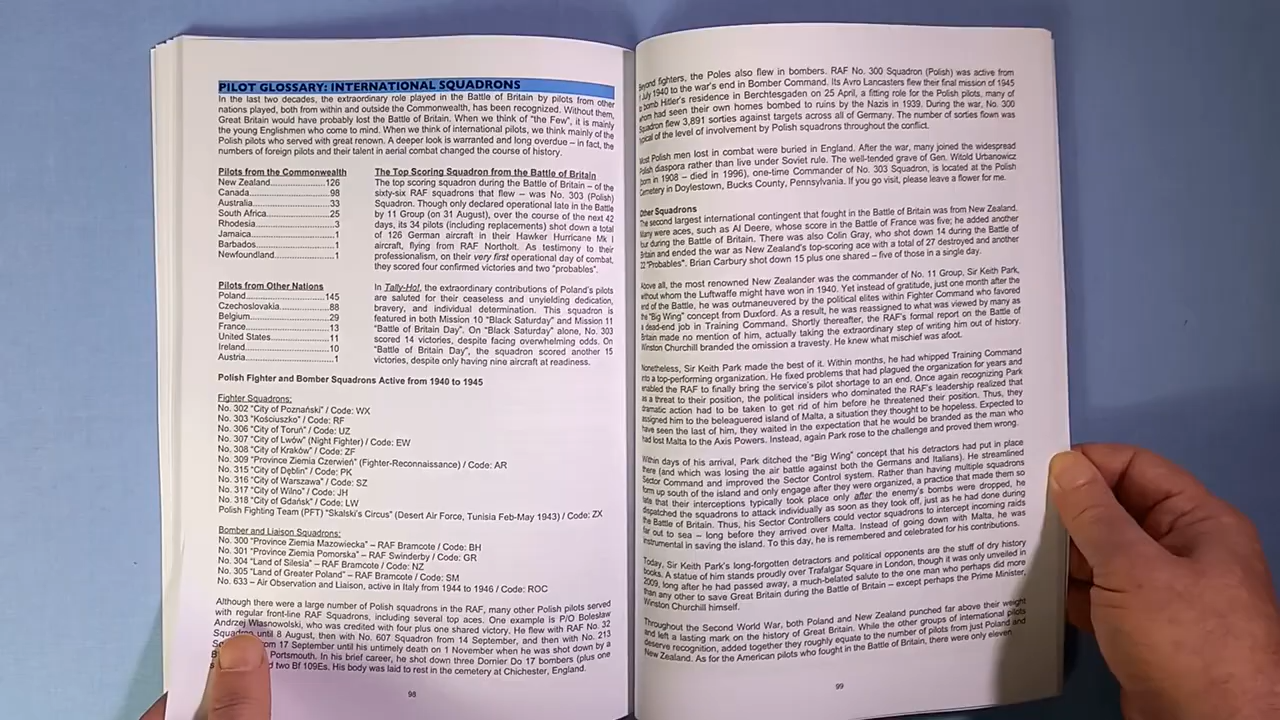 PILOT GLOSSARY: INTERNATIONAL SQUADRONS
In the last two decades, the extraordinary role played in the Battle of Britain by pilots from other
nations played, both from within and outside the Commonwealth, has been recognized. Without them,
Great Britain would have probably lost the Battle of Britain. When we think of "the Few", it is mainly
the young Englishmen who come to mind. When we think of international pilots, we think mainly of the
Polish pilots who served with great renown. A deeper look is warranted and long overdue – in fact, the
numbers of foreign pilots and their talent in aerial combat changed the course of history.
Pilots from the Commonwealth
New Zealand..........................126
Canada..................................98
Australia.................................33
South Africa............................25
Rhodesia..................................3
Jamaica....................................1
Barbados..................................1
Newfoundland..........................1
The Top Scoring Squadron from the Battle of Britain
The top scoring squadron during the Battle of Britain – of the
sixty-six RAF squadrons that flew – was No. 303 (Polish)
Squadron. Though only declared operational late in the Battle
by 11 Group (on 31 August), over the course of the next 42
days, its 34 pilots (including replacements) shot down a total
of 126 German aircraft in their Hawker Hurricane Mk I
aircraft, flying from RAF Northolt. As testimony to their
professionalism, on their very first operational day of combat,
they scored four confirmed victories and two "probables".
Pilots from Other Nations
Poland...................................145
Czechoslovakia......................88
Belgium..................................29
France....................................13
United States.........................11
Ireland....................................10
Austria......................................1
In Tally-Ho!, the extraordinary contributions of Poland's pilots
are saluted for their ceaseless and unyielding dedication,
bravery, and individual determination. This squadron is
featured in both Mission 10 "Black Saturday" and Mission 11
"Battle of Britain Day". On "Black Saturday" alone, No. 303
scored 14 victories, despite facing overwhelming odds. On
"Battle of Britain Day", the squadron scored another 15
victories, despite only having nine aircraft at readiness.
Polish Fighter and Bomber Squadrons Active from 1940 to 1945
Fighter Squadrons:
No. 302 "City of Poznański" / Code: WX
No. 303 "Kościuszko" / Code: RF
No. 306 "City of Toruń" / Code: UZ
No. 307 "City of Lwów" (Night Fighter) / Code: EW
No. 308 "City of Kraków" / Code: ZF
No. 309 "Province Ziemia Czerwień" (Fighter-Reconnaissance) / Code: AR
No. 315 "City of Dęblin" / Code: PK
No. 316 "City of Warszawa" / Code: SZ
No. 317 "City of Wilno" / Code: JH
No. 318 "City of Gdańsk" / Code: LW
Polish Fighting Team (PFT) "Skalski's Circus" (Desert Air Force, Tunisia Feb-May 1943) / Code: ZX
Bomber and Liaison Squadrons:
No. 300 "Province Ziemia Mazowiecka" – RAF Bramcote / Code: BH
No. 301 "Province Ziemia Pomorska" – RAF Swinderby / Code: GR
No. 304 "Land of Silesia" – RAF Bramcote / Code: NZ
No. 305 "Land of Greater Poland" – RAF Bramcote / Code: SM
No. 633 – Air Observation and Liaison, active in Italy from 1944 to 1946 / Code: ROC
Although there were a large number of Polish squadrons in the RAF, many other Polish pilots served
with regular front-line RAF Squadrons, including several top aces. One example is P/O Bolesław
Andrzej Własnowolski, who was credited with four plus one shared victory. He flew with RAF No. 32
Squadron until 8 August, then with No. 607 Squadron from 14 September, and then with No. 213
from 17 September until his untimely death on 1 November when he was shot down by a
Portsmouth. In his brief career, he shot down three Dornier Do 17 bombers (plus one
two Bf 109Es. His body was laid to rest in the cemetery at Chichester, England.
98
Beyond fighters, the Poles also flew in bombers. RAF No. 300 Squadron (Polish) was active from
July 1940 to the war's end in Bomber Command. Its Avro Lancasters flew their final mission of 1945
to bomb Hitler's residence in Berchtesgaden on 25 April, a fitting role for the Polish pilots, many of
whom had seen their own homes bombed to ruins by the Nazis in 1939. During the war, No. 300
Squadron flew 3,891 sorties against targets across all of Germany. The number of sorties flown was
typical of the level of involvement by Polish squadrons throughout the conflict.
Most Polish men lost in combat were buried in England. After the war, many joined the widespread
Polish diaspora rather than live under Soviet rule. The well-tended grave of Gen. Witold Urbanowicz
(born in 1908 – died in 1996), one-time Commander of No. 303 Squadron, is located at the Polish
Cemetery in Doylestown, Bucks County, Pennsylvania. If you go visit, please leave a flower for me.
Other Squadrons
The second largest international contingent that fought in the Battle of Britain was from New Zealand.
Many were aces, such as Al Deere, whose score in the Battle of France was five; he added another
four during the Battle of Britain. There was also Colin Gray, who shot down 14 during the Battle of
Britain and ended the war as New Zealand's top-scoring ace with a total of 27 destroyed and another
22 "Probables". Brian Carbury shot down 15 plus one shared – five of those in a single day.
Above all, the most renowned New Zealander was the commander of No. 11 Group, Sir Keith Park,
without whom the Luftwaffe might have won in 1940. Yet instead of gratitude, just one month after the
end of the Battle, he was outmaneuvered by the political elites within Fighter Command who favored
the "Big Wing" concept from Duxford. As a result, he was reassigned to what was viewed by many as
a dead-end job in Training Command. Shortly thereafter, the RAF's formal report on the Battle of
Britain made no mention of him, actually taking the extraordinary step of writing him out of history.
Winston Churchill branded the omission a travesty. He knew what mischief was afoot.
Nonetheless, Sir Keith Park made the best of it. Within months, he had whipped Training Command
into a top-performing organization. He fixed problems that had plagued the organization for years and
enabled the RAF to finally bring the service's pilot shortage to an end. Once again recognizing Park
as a threat to their position, the political insiders who dominated the RAF's leadership realized that
dramatic action had to be taken to get rid of him before he threatened their position. Thus, they
assigned him to the beleaguered island of Malta, a situation they thought to be hopeless. Expected to
have seen the last of him, they waited in the expectation that he would be branded as the man who
had lost Malta to the Axis Powers. Instead, again Park rose to the challenge and proved them wrong.
Within days of his arrival, Park ditched the "Big Wing" concept that his detractors had put in place
there (and which was losing the air battle against both the Germans and Italians). He streamlined
Sector Command and improved the Sector Control system. Rather than having multiple squadrons
form up south of the island and only engage after they were organized, a practice that made them so
late that their interceptions typically took place only after the enemy's bombs were dropped, he
dispatched the squadrons to attack individually as soon as they took off, just as he had done during
the Battle of Britain. Thus, his Sector Controllers could vector squadrons to intercept incoming raids
far out to sea – long before they arrived over Malta. Instead of going down with Malta, he was
instrumental in saving the island. To this day, he is remembered and celebrated for his contributions.
Today, Sir Keith Park's long-forgotten detractors and political opponents are the stuff of dry history
books. A statue of him stands proudly over Trafalgar Square in London, though it was only unveiled in
2009, long after he had passed away, a much-belated salute to the one man who perhaps did more
than any other to save Great Britain during the Battle of Britain – except perhaps the Prime Minister,
Winston Churchill himself.
Throughout the Second World War, both Poland and New Zealand punched far above their weight
and left a lasting mark on the history of Great Britain. While the other groups of international pilots
deserve recognition, added together they roughly equate to the number of pilots from just Poland and
New Zealand. As for the American pilots who fought in the Battle of Britain, there were only eleven.
99